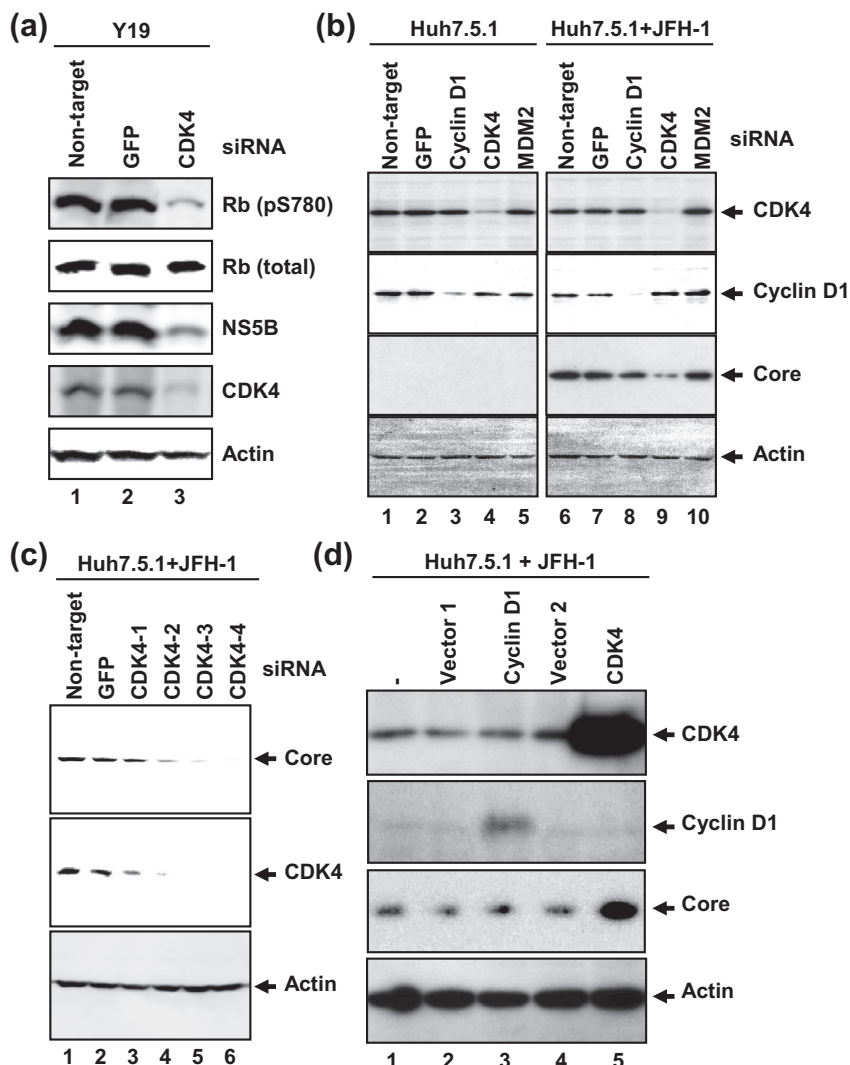 (a)
Y19
Non-target
GFP
CDK4
siRNA
Rb (pS780)
Rb (total)
NS5B
CDK4
Actin
1 2 3
(b)
Huh7.5.1 Huh7.5.1+JFH-1
Non-target
GFP
Cyclin D1
CDK4
MDM2
Non-target
GFP
Cyclin D1
CDK4
MDM2
siRNA
CDK4
Cyclin D1
Core
Actin
1 2 3 4 5 6 7 8 9 10
(c)
Huh7.5.1+JFH-1
Non-target
GFP
CDK4-1
CDK4-2
CDK4-3
CDK4-4
siRNA
Core
CDK4
Actin
1 2 3 4 5 6
(d)
Huh7.5.1 + JFH-1
-
Vector 1
Cyclin D1
Vector 2
CDK4
CDK4
Cyclin D1
Core
Actin
1 2 3 4 5